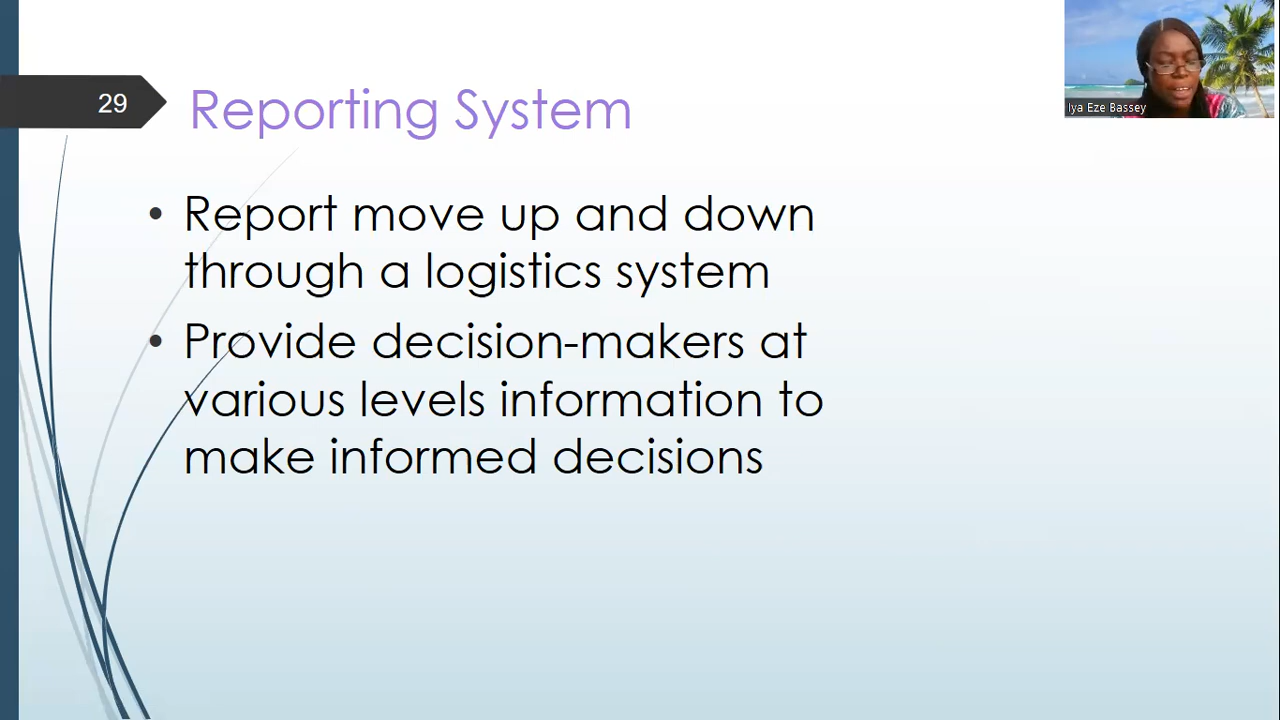 29
Reporting System
• Report move up and down
through a logistics system
• Provide decision-makers at
various levels information to
make informed decisions
Iya Eze Bassey